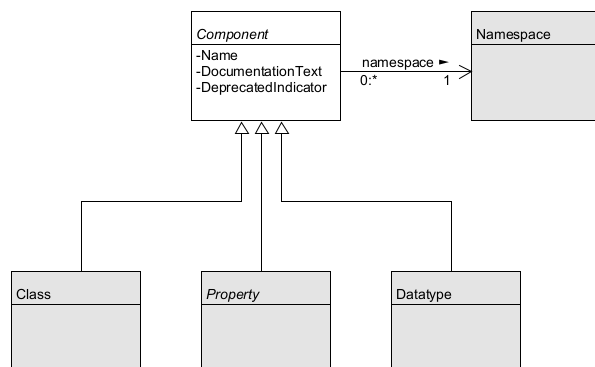 Component
-Name
-DocumentationText
-DeprecatedIndicator
namespace ►
0:*
1
Namespace
Class
Property
Datatype